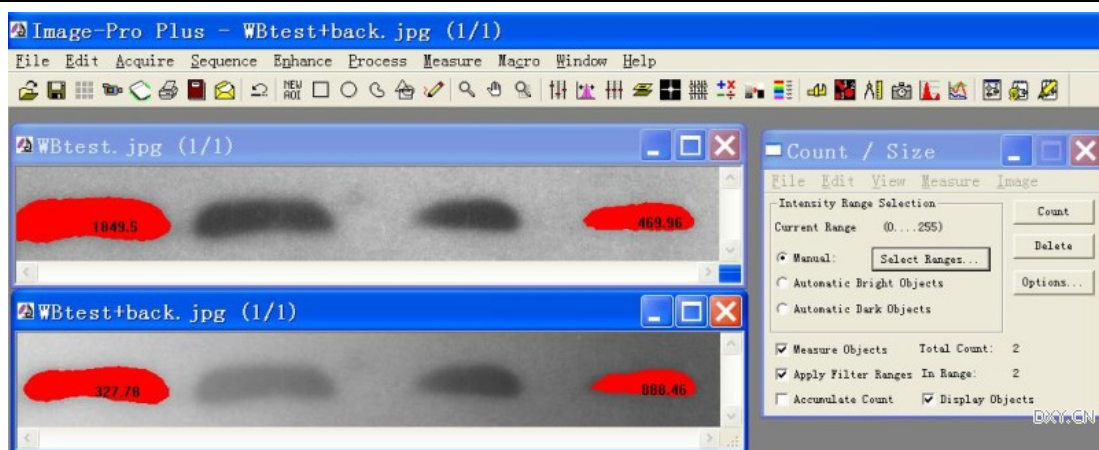 Image-Pro Plus - WBtest+back.jpg (1/1)
File Edit Acquire Sequence Enhance Process Measure Macro Window Help
NEW AOI
WBtest.jpg (1/1)
1849.5
469.96
WBtest+back.jpg (1/1)
327.78
888.46
Count / Size
File Edit View Measure Image
Intensity Range Selection
Current Range (0....255)
Manual: Select Ranges...
Automatic Bright Objects
Automatic Dark Objects
Count
Delete
Options...
Measure Objects Total Count: 2
Apply Filter Ranges In Range: 2
Accumulate Count Display Objects
DXY.CN